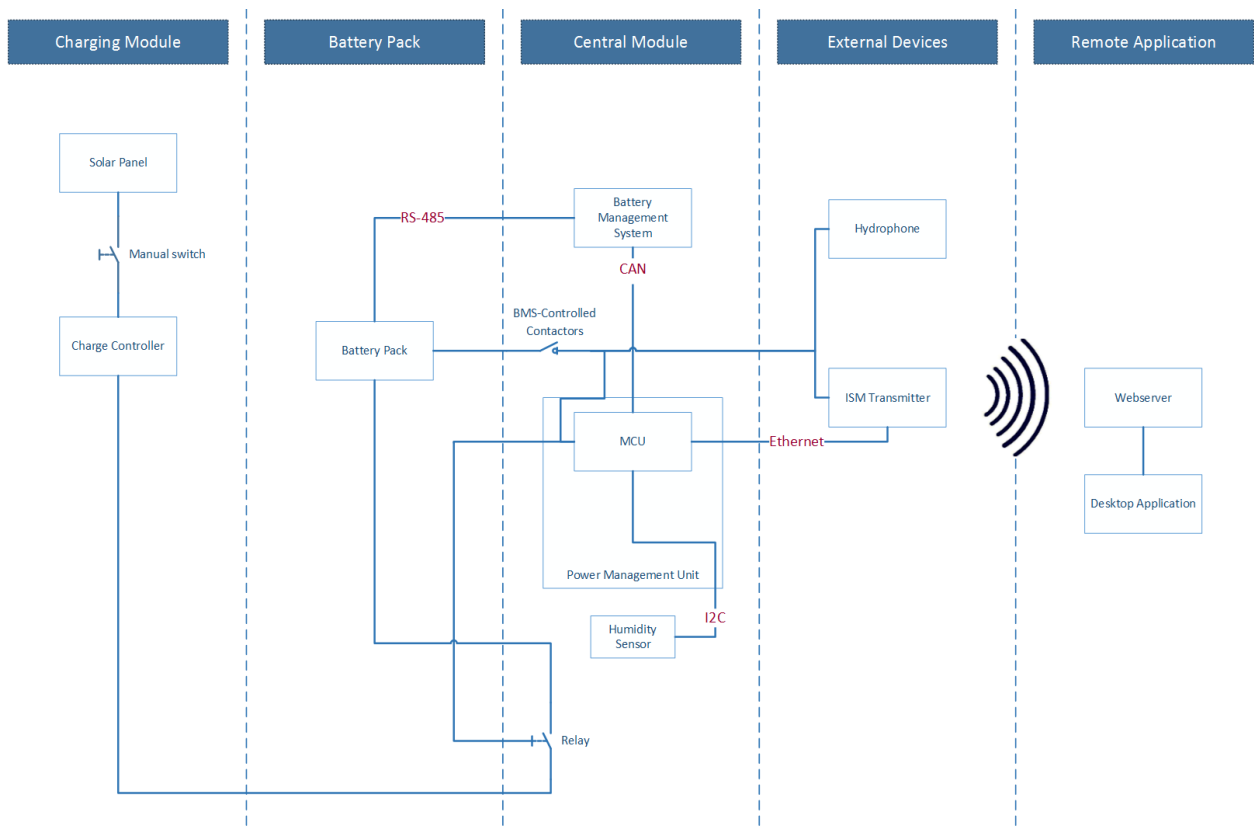 Charging Module
Battery Pack
Central Module
External Devices
Remote Application
Solar Panel
Manual switch
Charge Controller
RS-485
Battery Pack
Battery
Management
System
CAN
BMS-Controlled
Contactors
MCU
Power Management Unit
I2C
Humidity
Sensor
Relay
Hydrophone
ISM Transmitter
Ethernet
Webserver
Desktop Application